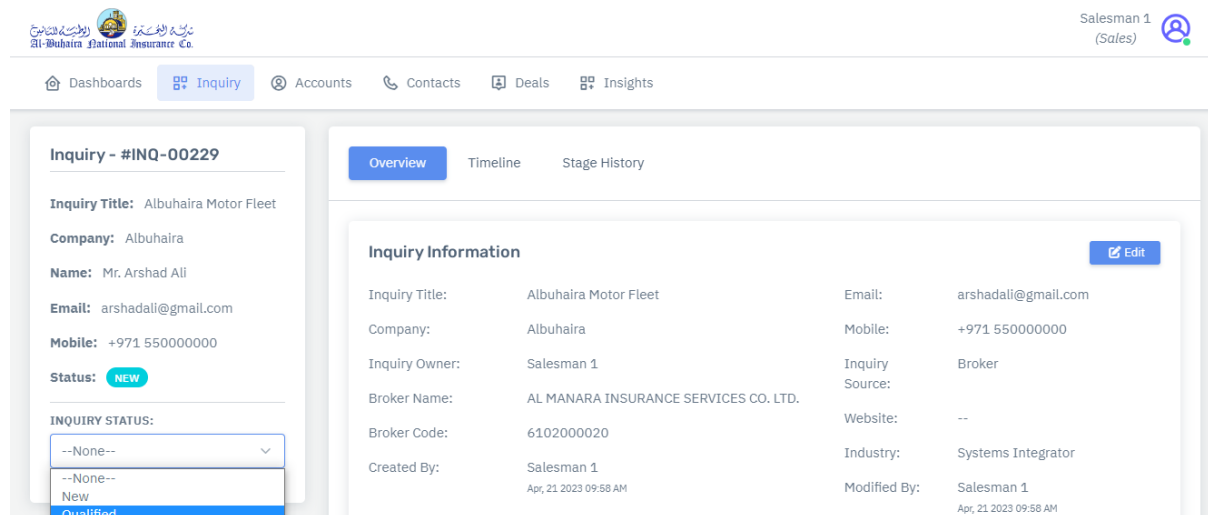 شركة البحيرة الوطنية للتأمين
Al-Buhaira National Insurance Co.
Salesman 1
(Sales)
Dashboards
Inquiry
Accounts
Contacts
Deals
Insights
Inquiry - #INQ-00229
Inquiry Title: Albuhaira Motor Fleet
Company: Albuhaira
Name: Mr. Arshad Ali
Email: arshadali@gmail.com
Mobile: +971 550000000
Status: NEW
INQUIRY STATUS:
--None--
--None--
New
Qualified
Overview
Timeline
Stage History
Inquiry Information
Edit
Inquiry Title: Albuhaira Motor Fleet
Company: Albuhaira
Inquiry Owner: Salesman 1
Broker Name: AL MANARA INSURANCE SERVICES CO. LTD.
Broker Code: 6102000020
Created By: Salesman 1
Apr, 21 2023 09:58 AM
Email: arshadali@gmail.com
Mobile: +971 550000000
Inquiry Broker
Source:
Website: --
Industry: Systems Integrator
Modified By: Salesman 1
Apr, 21 2023 09:58 AM